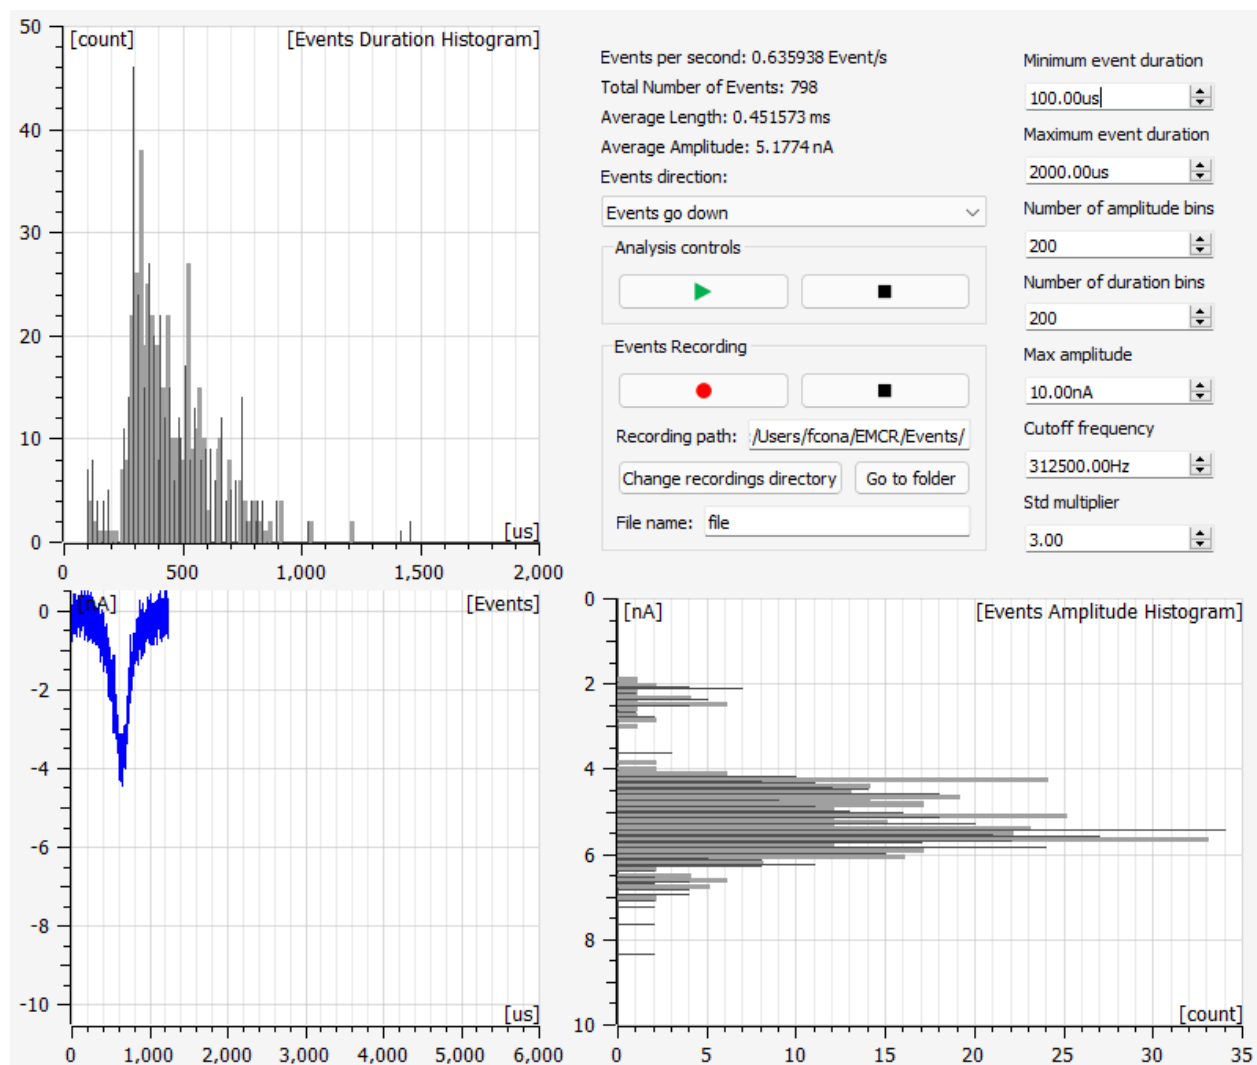 [count]
[Events Duration Histogram]
50
40
30
20
10
0
[us]
0 500 1,000 1,500 2,000
Events per second: 0.635938 Event/s
Total Number of Events: 798
Average Length: 0.451573 ms
Average Amplitude: 5.1774 nA
Events direction:
Events go down
Analysis controls
Events Recording
Recording path: :/Users/fcona/EMCR/Events/
Change recordings directory Go to folder
File name: file
Minimum event duration
100.00us
Maximum event duration
2000.00us
Number of amplitude bins
200
Number of duration bins
200
Max amplitude
10.00nA
Cutoff frequency
312500.00Hz
Std multiplier
3.00
[nA] [Events]
0
-2
-4
-6
-8
-10
[us]
0 1,000 2,000 3,000 4,000 5,000 6,000
[nA] [Events Amplitude Histogram]
0
2
4
6
8
10
[count]
0 5 10 15 20 25 30 35